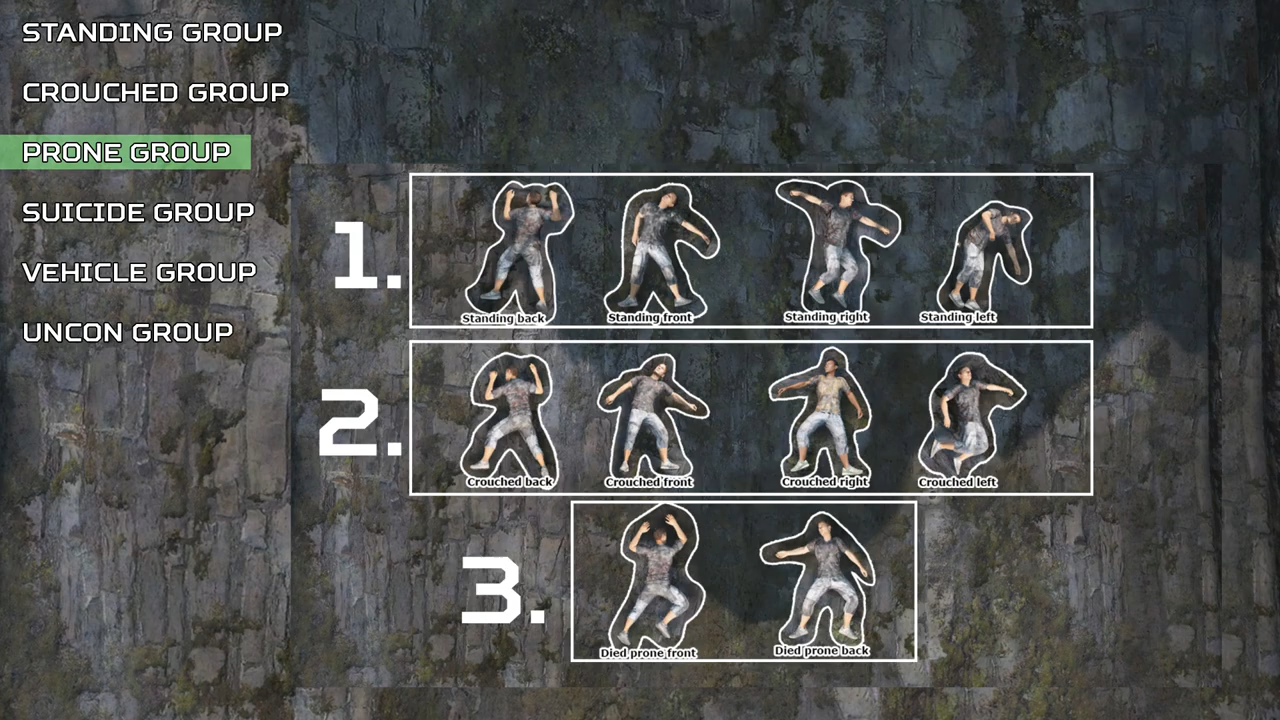 STANDING GROUP
CROUCHED GROUP
PRONE GROUP
SUICIDE GROUP
VEHICLE GROUP
UNCON GROUP
1.
Standing back
Standing front
Standing right
Standing left
2.
Crouched back
Crouched front
Crouched right
Crouched left
3.
Died prone front
Died prone back